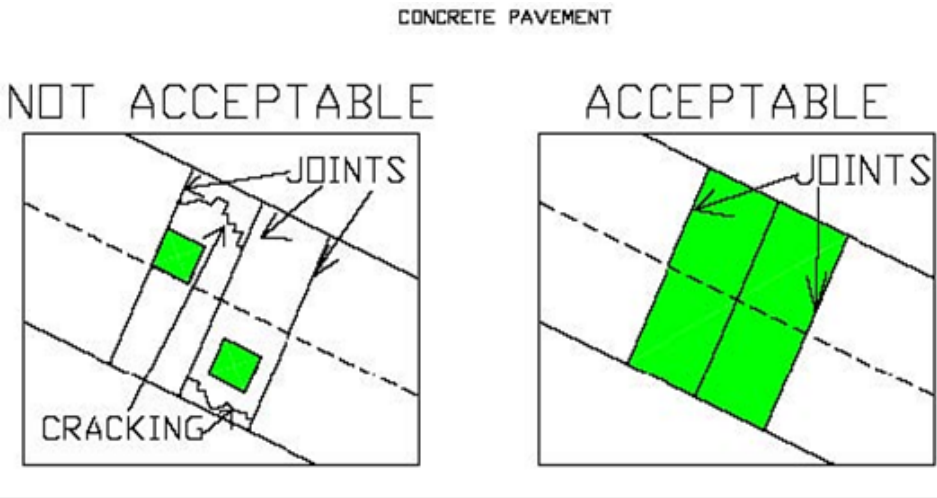 CONCRETE PAVEMENT
NOT ACCEPTABLE
JOINTS
CRACKING
ACCEPTABLE
JOINTS